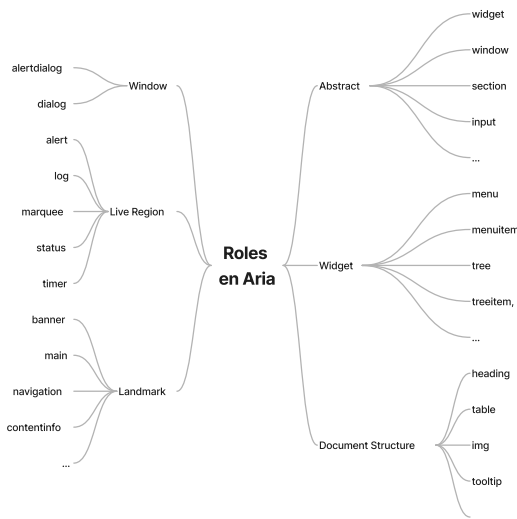 Roles
en Aria
Window
alertdialog
dialog
Live Region
alert
log
marquee
status
timer
Landmark
banner
main
navigation
contentinfo
...
Abstract
widget
window
section
input
...
Widget
menu
menuitem
tree
treeitem,
...
Document Structure
heading
table
img
tooltip